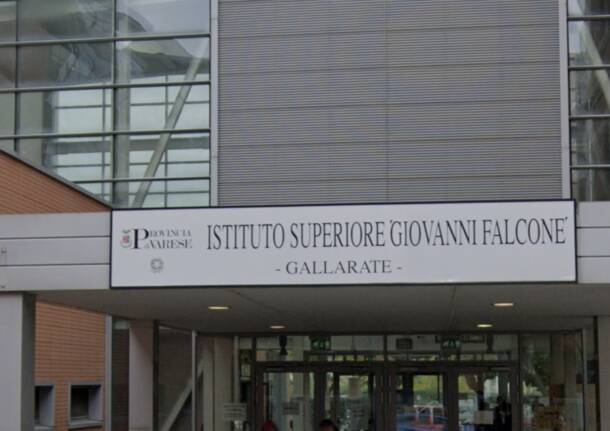 PROVINCIA
di VARESE
ISTITUTO SUPERIORE "GIOVANNI FALCONE"
- GALLARATE -